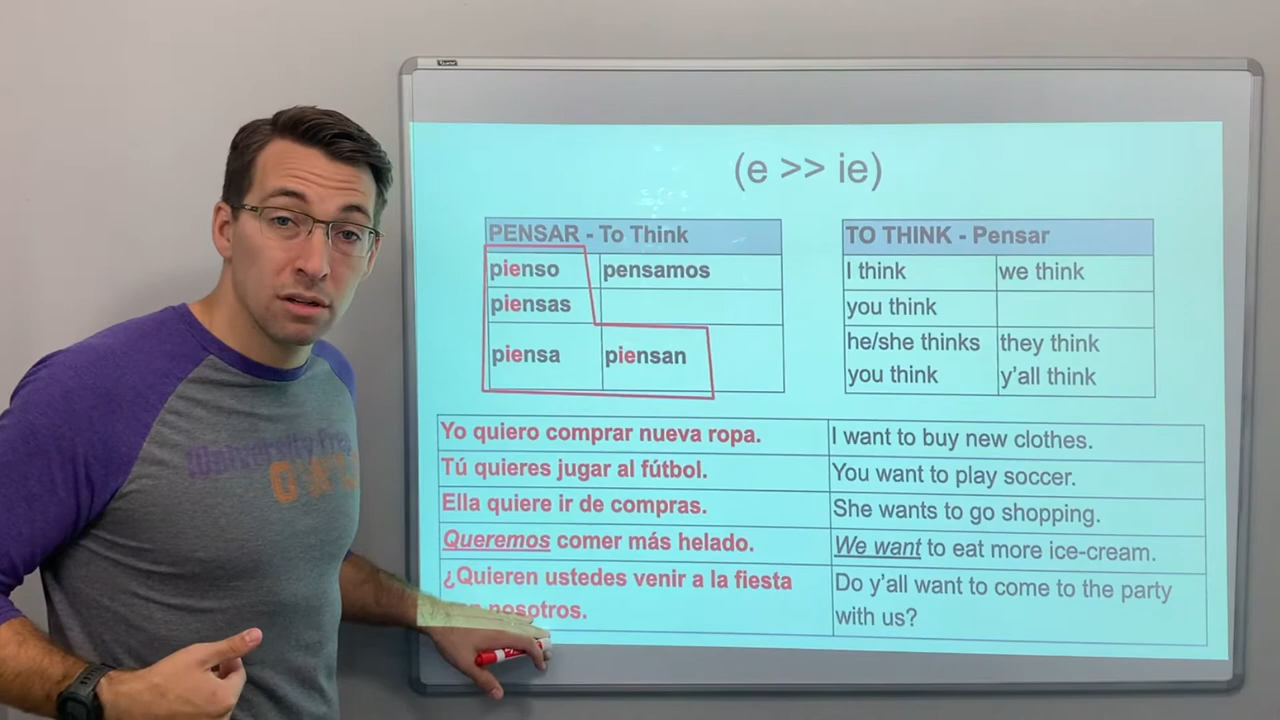 (e >> ie)
PENSAR - To Think
pienso pensamos
piensas
piensa piensan
TO THINK - Pensar
I think we think
you think
he/she thinks they think
you think y'all think
Yo quiero comprar nueva ropa. I want to buy new clothes.
Tú quieres jugar al fútbol. You want to play soccer.
Ella quiere ir de compras. She wants to go shopping.
Queremos comer más helado. We want to eat more ice-cream.
¿Quieren ustedes venir a la fiesta Do y'all want to come to the party
nosotros. with us?
University